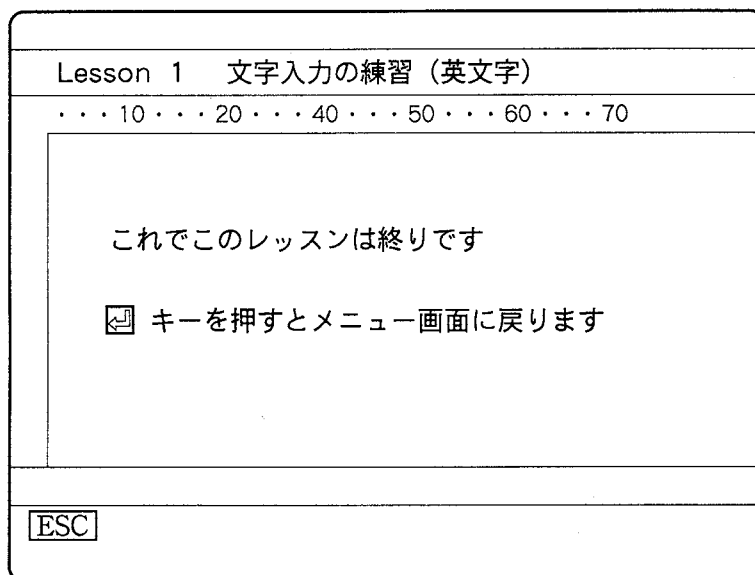 Lesson 1 文字入力の練習（英文字）
・・・10・・・20・・・40・・・50・・・60・・・70
これでこのレッスンは終りです
⏎ キーを押すとメニュー画面に戻ります
ESC